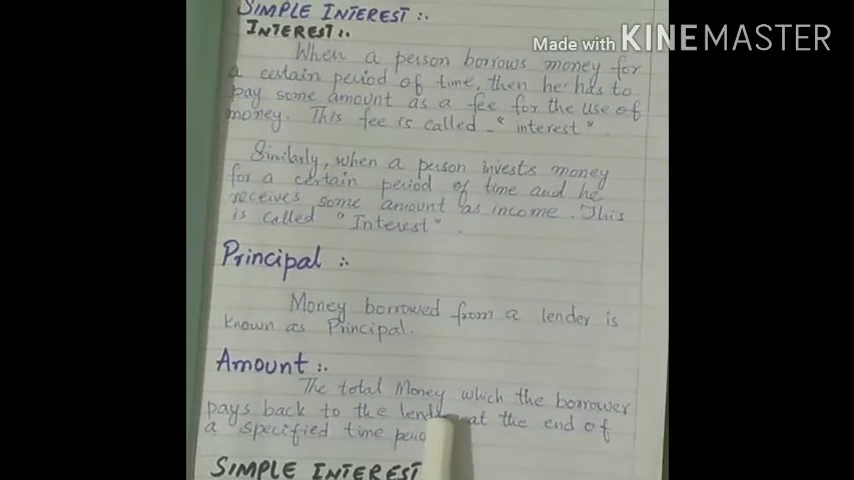 SIMPLE INTEREST :.
INTEREST:.
Made with KINEMASTER
When a person borrows money for
a certain period of time, then he has to
pay some amount as a fee for the use of
money. This fee is called "interest".
Similarly, when a person invests money
for a certain period of time and he
receives some amount as income. This
is called "Interest".
Principal :.
Money borrowed from a lender is
known as Principal.
Amount :.
The total Money which the borrower
pays back to the lender at the end of
a specified time
SIMPLE INTEREST